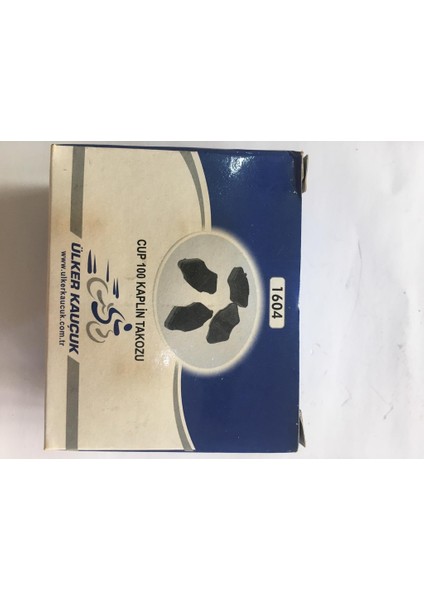 1604
CUP 100 KAPLİN TAKOZU
ÜLKER KAUÇUK
www.ulkerkaucuk.com.tr